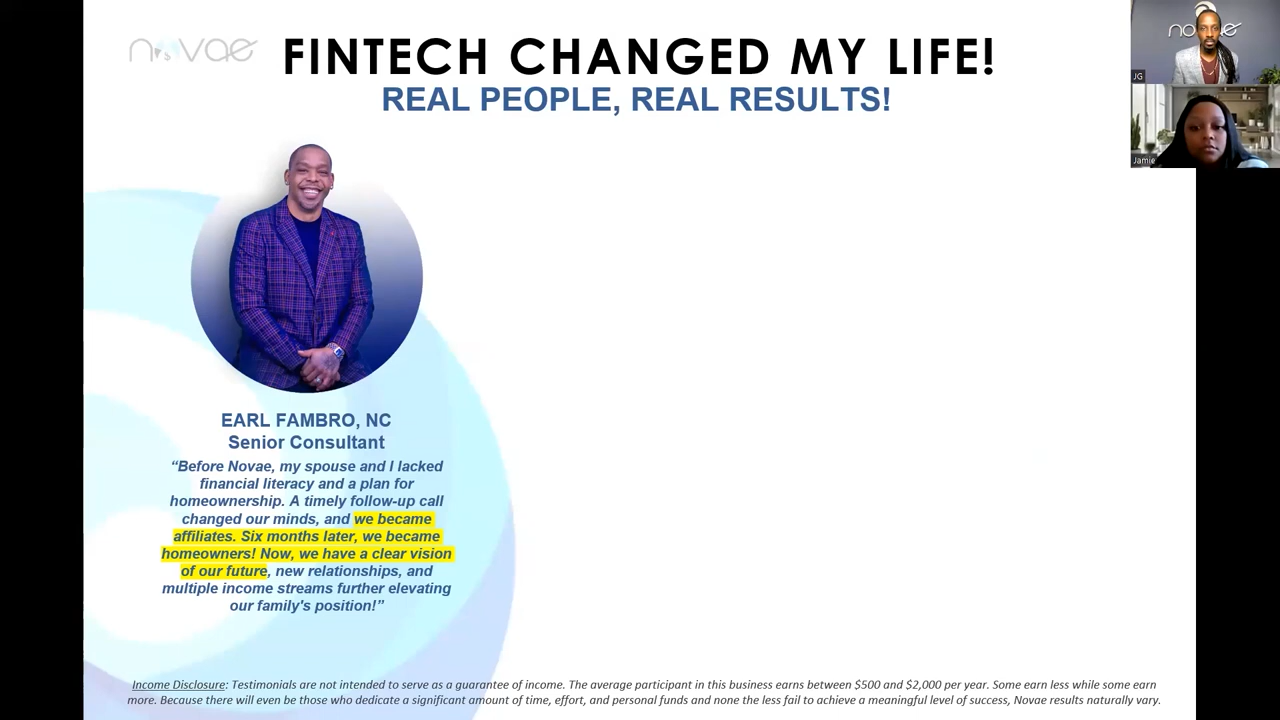 novae
FINTECH CHANGED MY LIFE!
REAL PEOPLE, REAL RESULTS!
novae
JG
Jamie
EARL FAMBRO, NC
Senior Consultant
“Before Novae, my spouse and I lacked
financial literacy and a plan for
homeownership. A timely follow-up call
changed our minds, and we became
affiliates. Six months later, we became
homeowners! Now, we have a clear vision
of our future, new relationships, and
multiple income streams further elevating
our family's position!”
Income Disclosure: Testimonials are not intended to serve as a guarantee of income. The average participant in this business earns between $500 and $2,000 per year. Some earn less while some earn
more. Because there will even be those who dedicate a significant amount of time, effort, and personal funds and none the less fail to achieve a meaningful level of success, Novae results naturally vary.